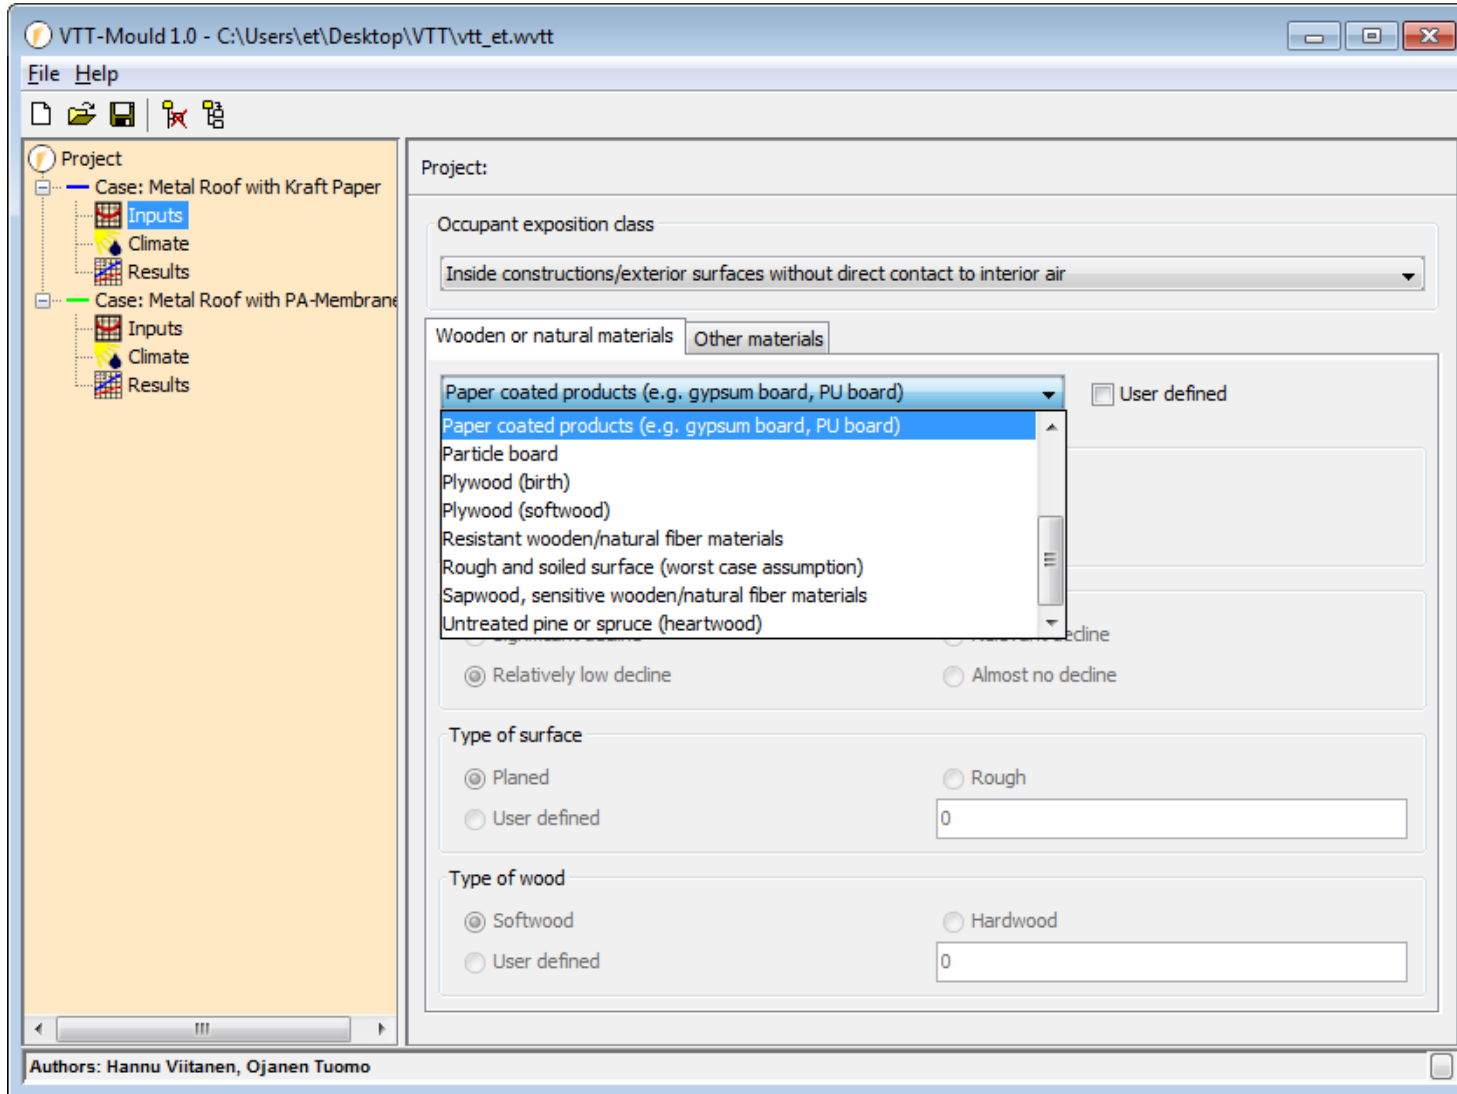 VTT-Mould 1.0 - C:\Users\et\Desktop\VTT\vtt_et.wvtt
File Help
Project
Case: Metal Roof with Kraft Paper
Inputs
Climate
Results
Case: Metal Roof with PA-Membrane
Inputs
Climate
Results
Project:
Occupant exposition class
Inside constructions/exterior surfaces without direct contact to interior air
Wooden or natural materials Other materials
Paper coated products (e.g. gypsum board, PU board) User defined
Paper coated products (e.g. gypsum board, PU board)
Particle board
Plywood (birth)
Plywood (softwood)
Resistant wooden/natural fiber materials
Rough and soiled surface (worst case assumption)
Sapwood, sensitive wooden/natural fiber materials
Untreated pine or spruce (heartwood)
decline
Relatively low decline Almost no decline
Type of surface
Planed Rough
User defined 0
Type of wood
Softwood Hardwood
User defined 0
Authors: Hannu Viitanen, Ojanen Tuomo